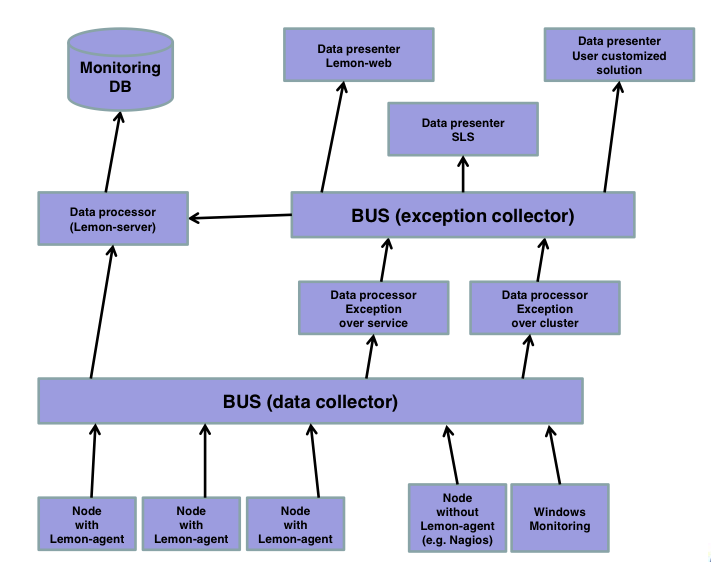 Monitoring
DB
Data presenter
Lemon-web
Data presenter
User customized
solution
Data presenter
SLS
Data processor
(Lemon-server)
BUS (exception collector)
Data processor
Exception
over service
Data processor
Exception
over cluster
BUS (data collector)
Node
with
Lemon-agent
Node
with
Lemon-agent
Node
with
Lemon-agent
Node
without
Lemon-agent
(e.g. Nagios)
Windows
Monitoring